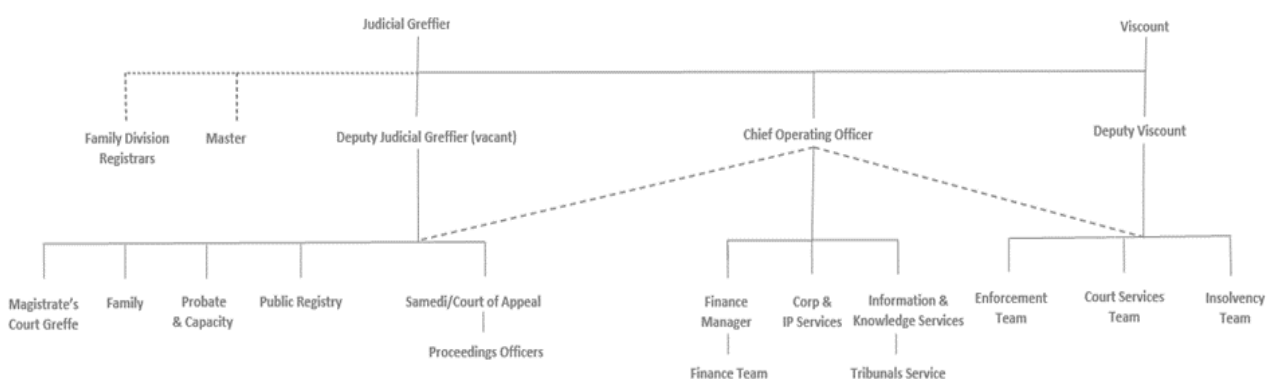 Judicial Greffier
Viscount
Family Division
Registrars
Master
Deputy Judicial Greffier (vacant)
Chief Operating Officer
Deputy Viscount
Magistrate's
Court Greffe
Family
Probate
& Capacity
Public Registry
Samedi/Court of Appeal
Proceedings Officers
Finance
Manager
Finance Team
Corp &
IP Services
Information &
Knowledge Services
Tribunals Service
Enforcement
Team
Court Services
Team
Insolvency
Team